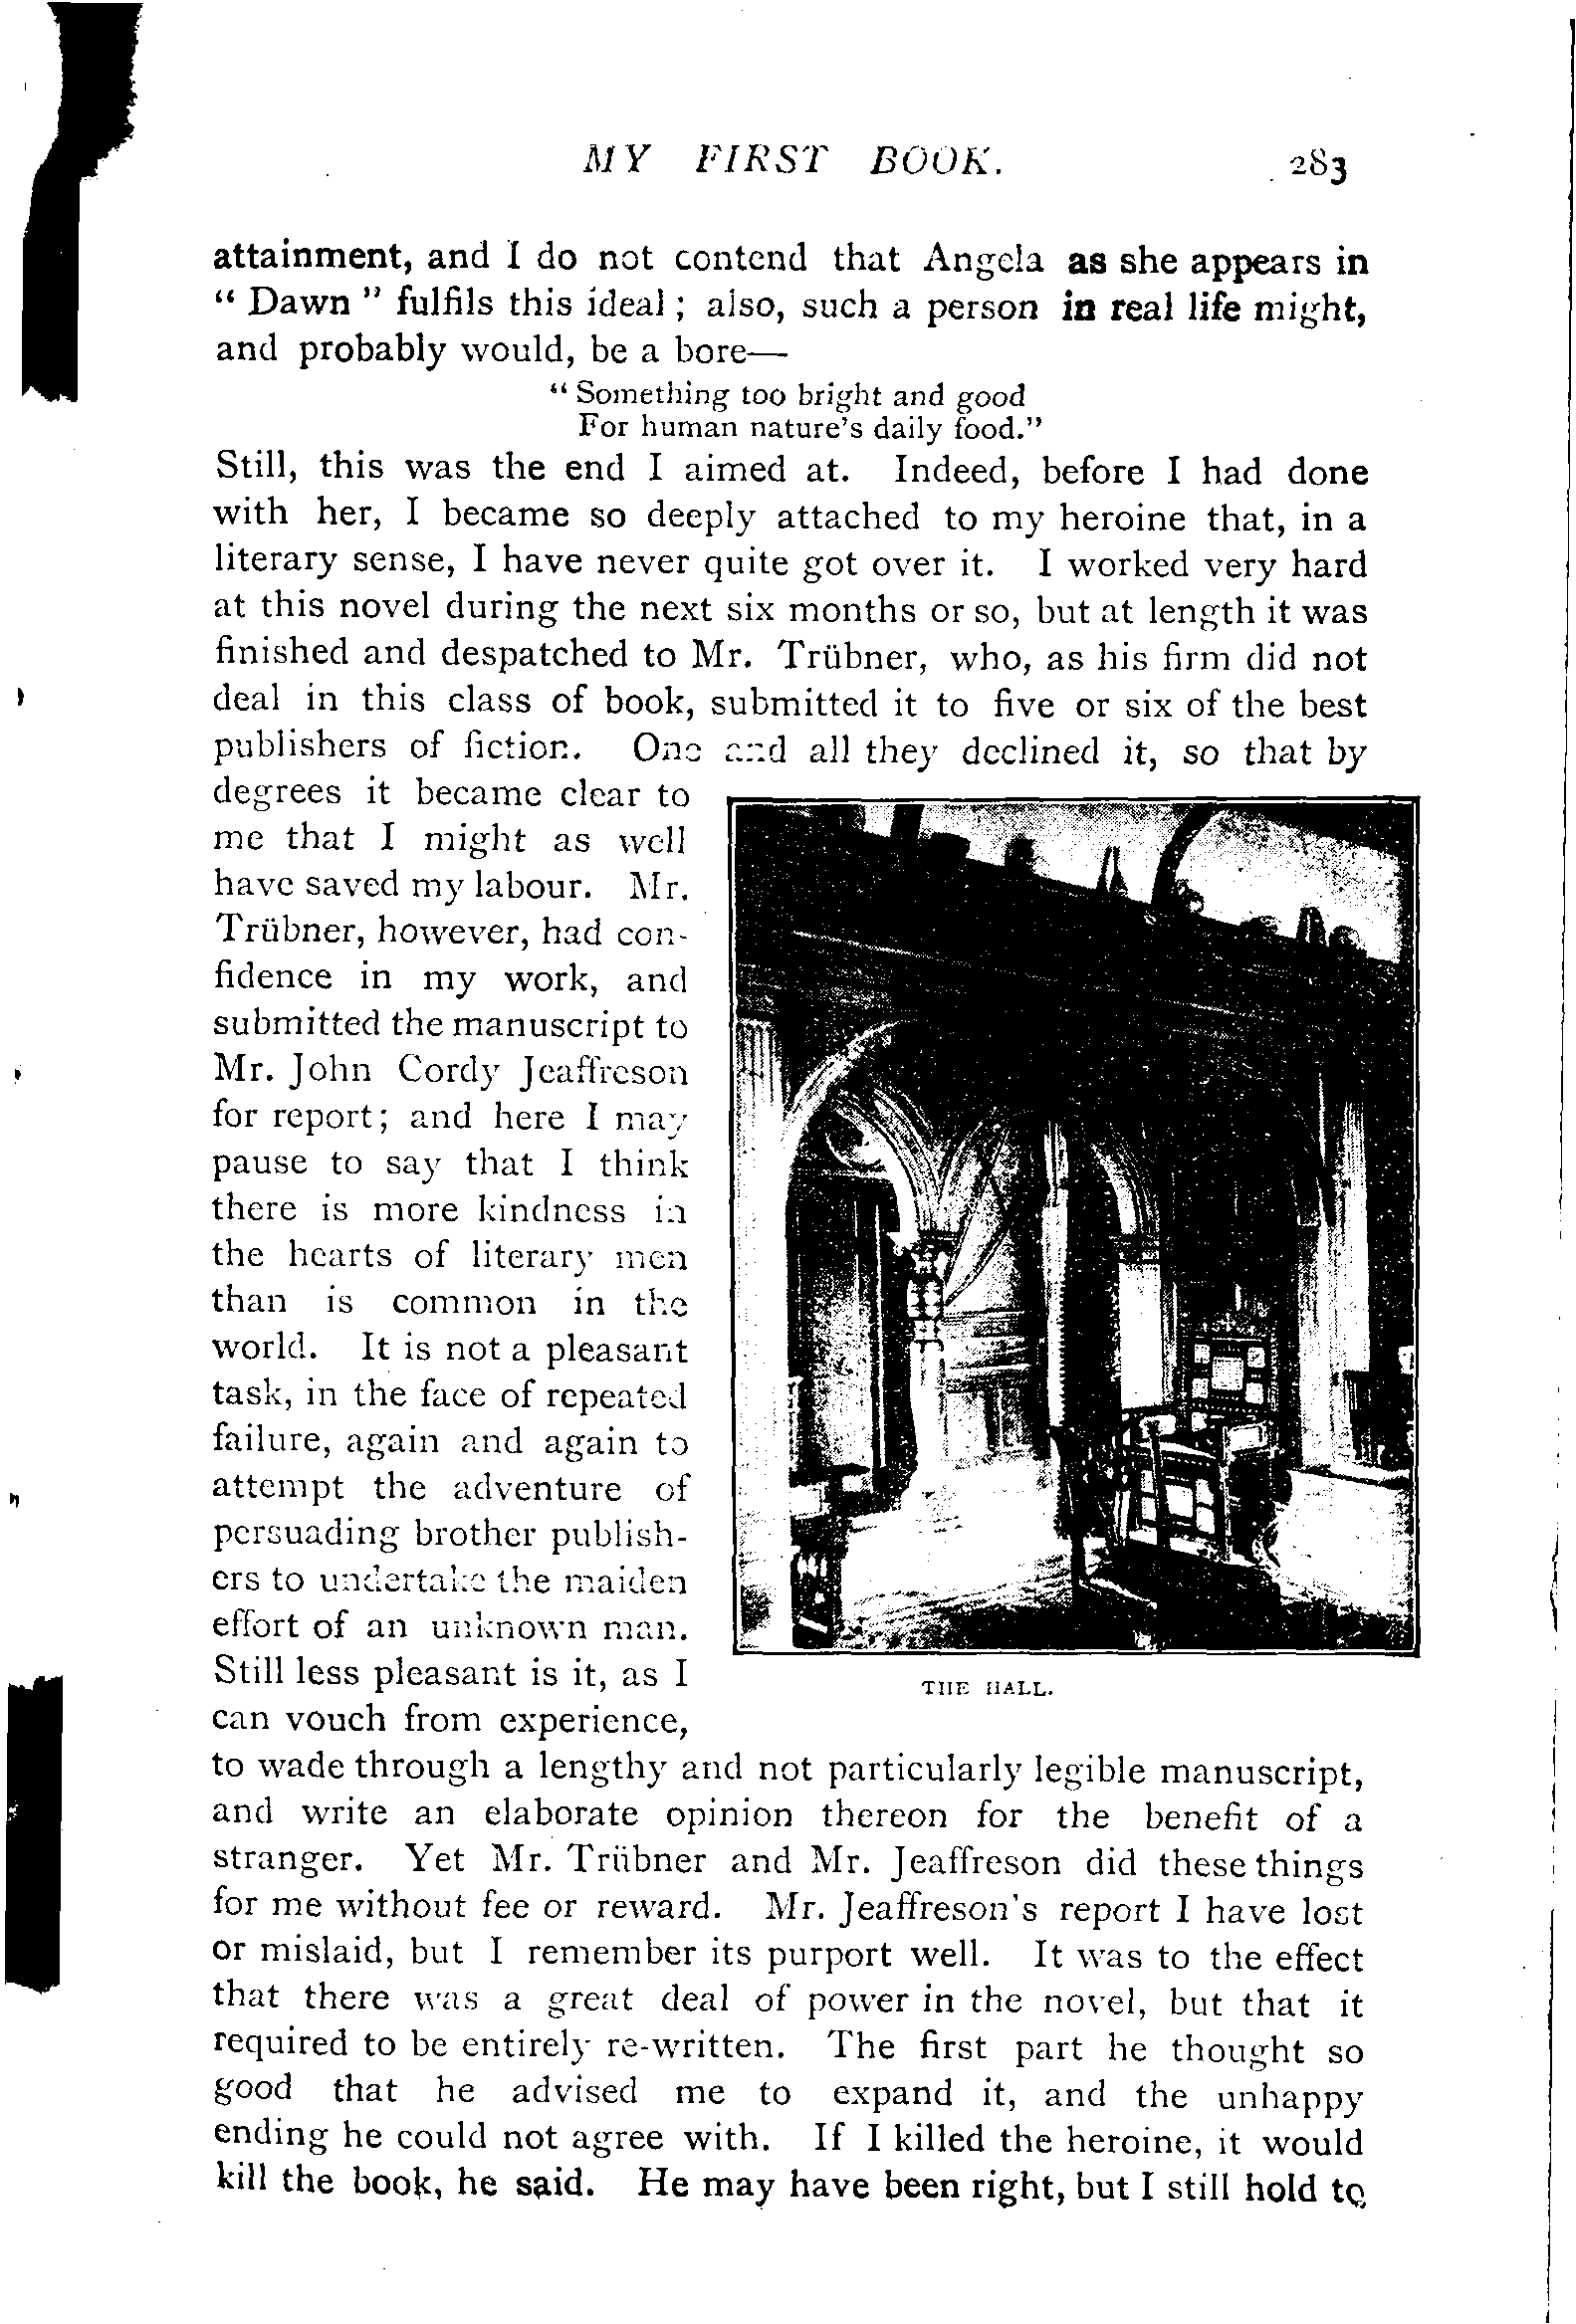 MY FIRST BOOK. 283
attainment, and I do not contend that Angela as she appears in
“ Dawn ” fulfils this ideal ; also, such a person in real life might,
and probably would, be a bore—
“ Something too bright and good
For human nature’s daily food.”
Still, this was the end I aimed at. Indeed, before I had done
with her, I became so deeply attached to my heroine that, in a
literary sense, I have never quite got over it. I worked very hard
at this novel during the next six months or so, but at length it was
finished and despatched to Mr. Trübner, who, as his firm did not
deal in this class of book, submitted it to five or six of the best
publishers of fiction. One and all they declined it, so that by
degrees it became clear to
me that I might as well
have saved my labour. Mr.
Trübner, however, had con-
fidence in my work, and
submitted the manuscript to
Mr. John Cordy Jeaffreson
for report; and here I may
pause to say that I think
there is more kindness in
the hearts of literary men
than is common in the
world. It is not a pleasant
task, in the face of repeated
failure, again and again to
attempt the adventure of
persuading brother publish-
ers to undertake the maiden
effort of an unknown man.
Still less pleasant is it, as I
can vouch from experience,
THE HALL.
to wade through a lengthy and not particularly legible manuscript,
and write an elaborate opinion thereon for the benefit of a
stranger. Yet Mr. Trübner and Mr. Jeaffreson did these things
for me without fee or reward. Mr. Jeaffreson’s report I have lost
or mislaid, but I remember its purport well. It was to the effect
that there was a great deal of power in the novel, but that it
required to be entirely re-written. The first part he thought so
good that he advised me to expand it, and the unhappy
ending he could not agree with. If I killed the heroine, it would
kill the book, he said. He may have been right, but I still hold to